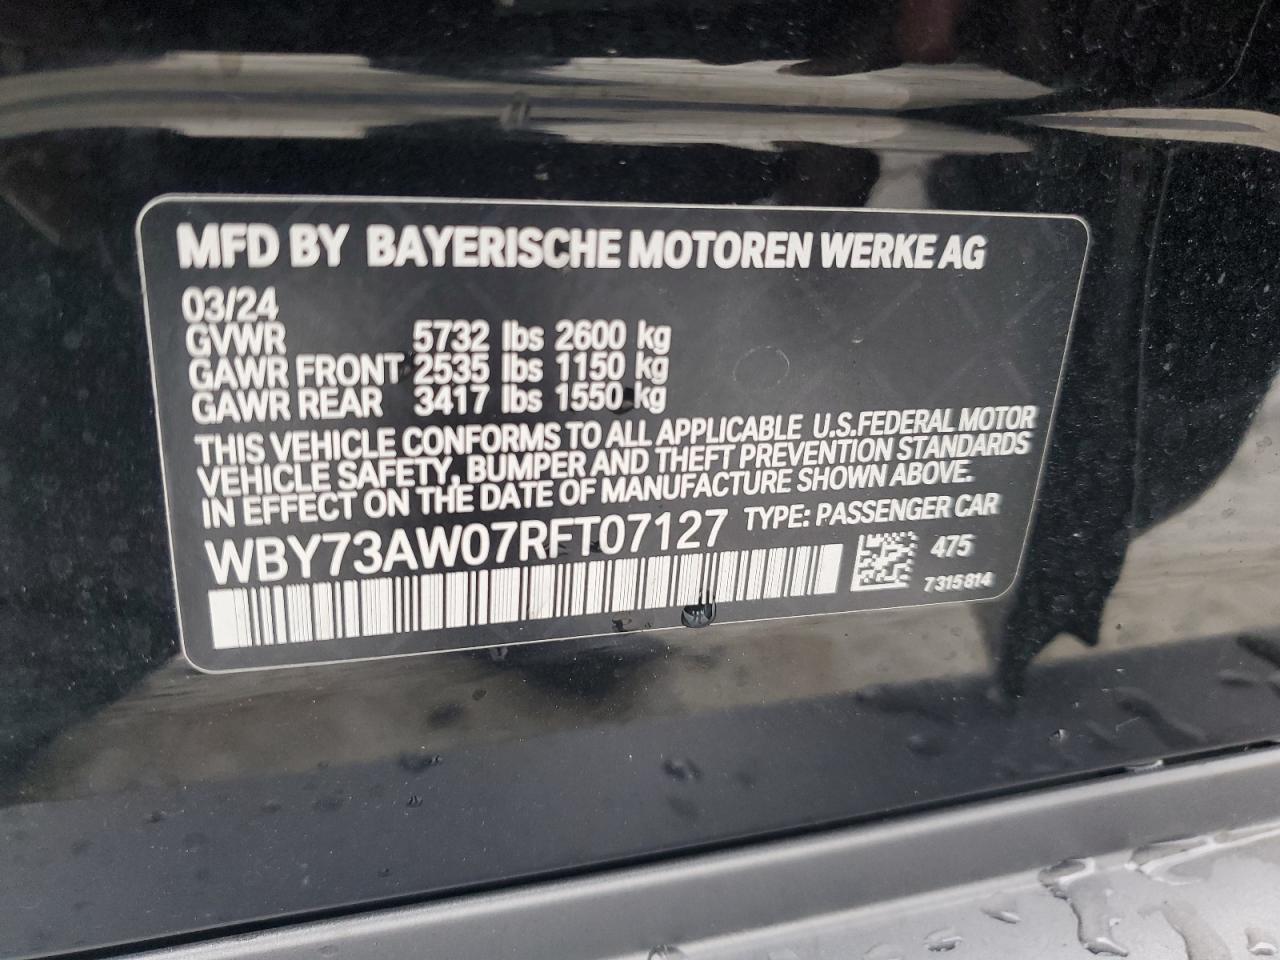 MFD BY BAYERISCHE MOTOREN WERKE AG
03/24
GVWR 5732 lbs 2600 kg
GAWR FRONT 2535 lbs 1150 kg
GAWR REAR 3417 lbs 1550 kg
THIS VEHICLE CONFORMS TO ALL APPLICABLE U.S.FEDERAL MOTOR
VEHICLE SAFETY, BUMPER AND THEFT PREVENTION STANDARDS
IN EFFECT ON THE DATE OF MANUFACTURE SHOWN ABOVE.
WBY73AW07RFT07127 TYPE: PASSENGER CAR
475
7315814